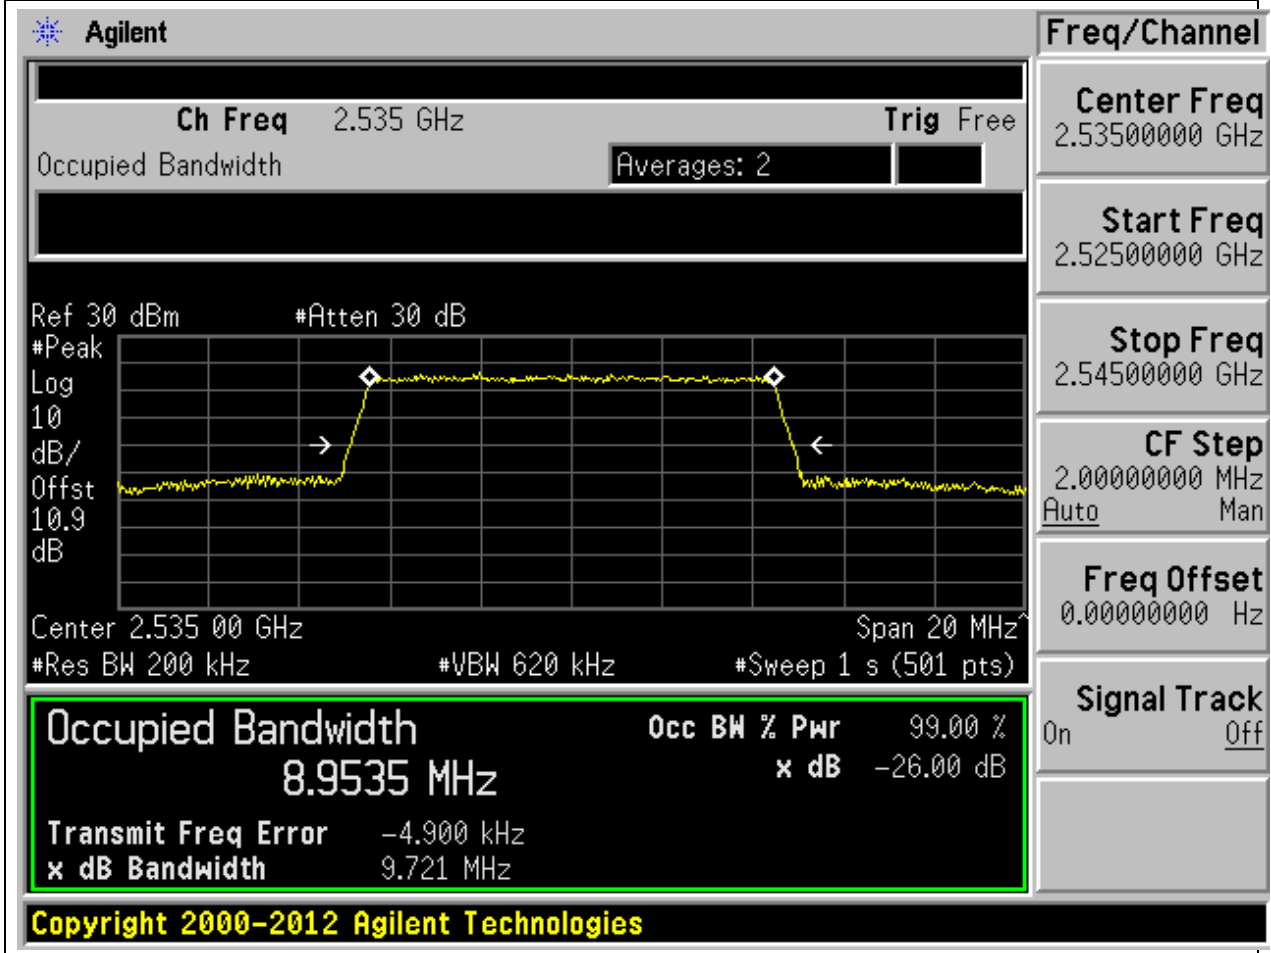 Agilent
Freq/Channel
Ch Freq 2.535 GHz Trig Free
Occupied Bandwidth Averages: 2
Center Freq
2.53500000 GHz
Start Freq
2.52500000 GHz
Stop Freq
2.54500000 GHz
CF Step
2.00000000 MHz
Auto Man
Freq Offset
0.00000000 Hz
Signal Track
On Off
Ref 30 dBm #Atten 30 dB
#Peak
Log
10
dB/
Offst
10.9
dB
Center 2.535 00 GHz Span 20 MHz^
#Res BW 200 kHz #VBW 620 kHz #Sweep 1 s (501 pts)
Occupied Bandwidth Occ BW % Pwr 99.00 %
8.9535 MHz x dB -26.00 dB
Transmit Freq Error -4.900 kHz
x dB Bandwidth 9.721 MHz
Copyright 2000-2012 Agilent Technologies